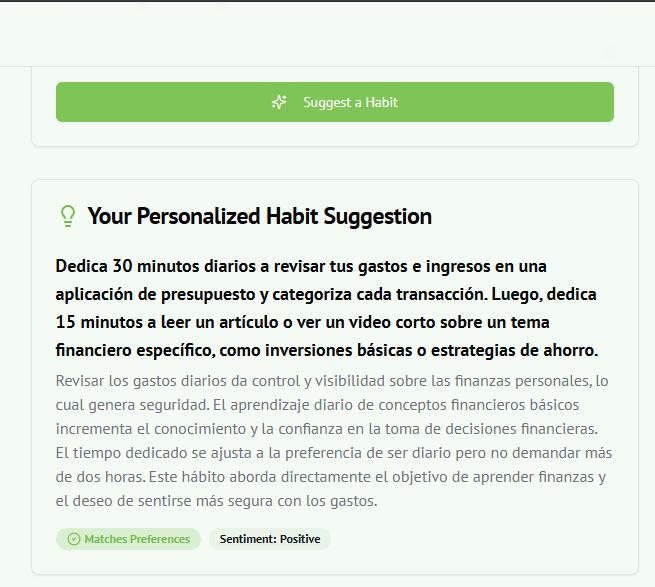 Suggest a Habit
Your Personalized Habit Suggestion
Dedica 30 minutos diarios a revisar tus gastos e ingresos en una
aplicación de presupuesto y categoriza cada transacción. Luego, dedica
15 minutos a leer un artículo o ver un video corto sobre un tema
financiero específico, como inversiones básicas o estrategias de ahorro.
Revisar los gastos diarios da control y visibilidad sobre las finanzas personales, lo
cual genera seguridad. El aprendizaje diario de conceptos financieros básicos
incrementa el conocimiento y la confianza en la toma de decisiones financieras.
El tiempo dedicado se ajusta a la preferencia de ser diario pero no demandar más
de dos horas. Este hábito aborda directamente el objetivo de aprender finanzas y
el deseo de sentirse más segura con los gastos.
Matches Preferences Sentiment: Positive